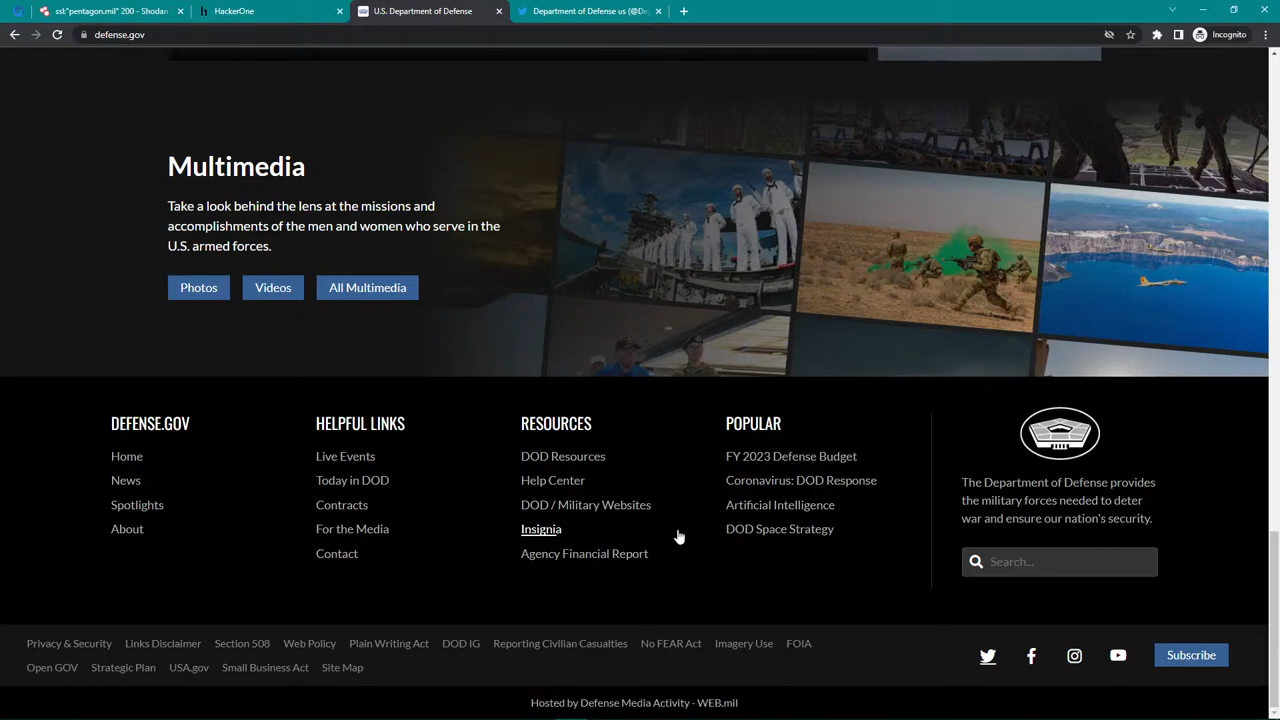 ssl:"pentagon.mil" 200 - Shodan
HackerOne
U.S. Department of Defense
Department of Defense us (@De
defense.gov
Incognito
Multimedia
Take a look behind the lens at the missions and
accomplishments of the men and women who serve in the
U.S. armed forces.
Photos
Videos
All Multimedia
DEFENSE.GOV
Home
News
Spotlights
About
HELPFUL LINKS
Live Events
Today in DOD
Contracts
For the Media
Contact
RESOURCES
DOD Resources
Help Center
DOD / Military Websites
Insignia
Agency Financial Report
POPULAR
FY 2023 Defense Budget
Coronavirus: DOD Response
Artificial Intelligence
DOD Space Strategy
The Department of Defense provides
the military forces needed to deter
war and ensure our nation's security.
Search...
Privacy & Security Links Disclaimer Section 508 Web Policy Plain Writing Act DOD IG Reporting Civilian Casualties No FEAR Act Imagery Use FOIA
Open GOV Strategic Plan USA.gov Small Business Act Site Map
Subscribe
Hosted by Defense Media Activity - WEB.mil